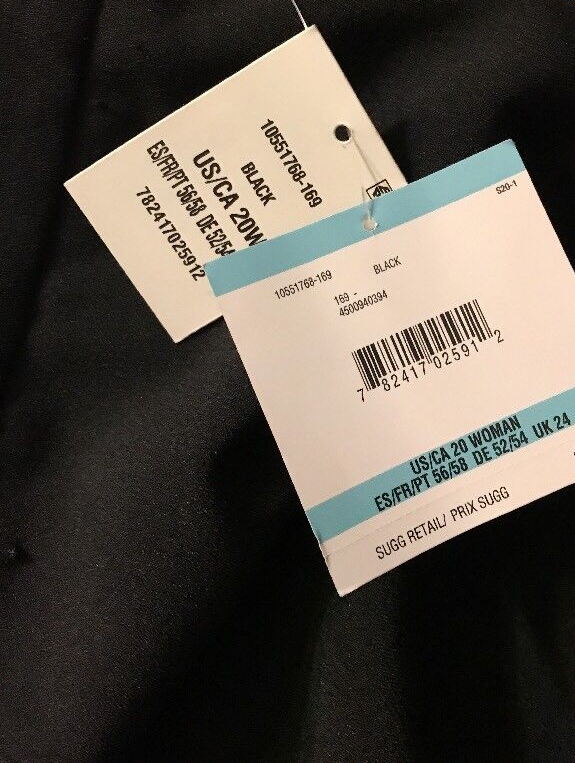 10551768-169
BLACK
US/CA 20W
ES/FR/PT 56/58 DE 52/54
782417025912
S20-1
10551768-169 BLACK
169 -
4500940394
7 82417 02591 2
US/CA 20 WOMAN
ES/FR/PT 56/58 DE 52/54 UK 24
SUGG RETAIL/ PRIX SUGG